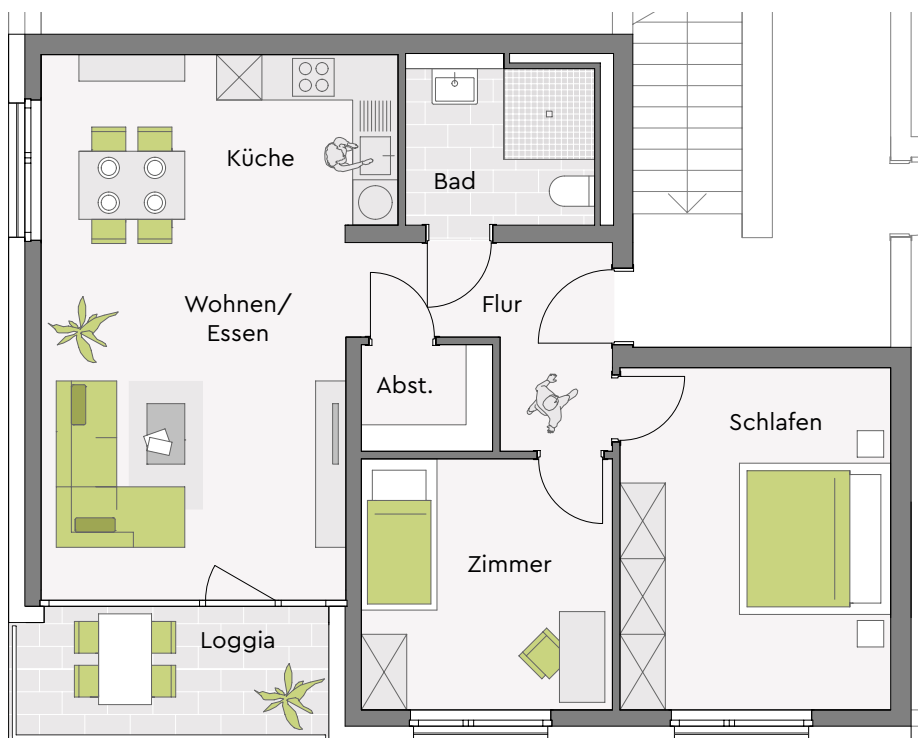 Küche
Bad
Wohnen/
Essen
Flur
Abst.
Schlafen
Zimmer
Loggia